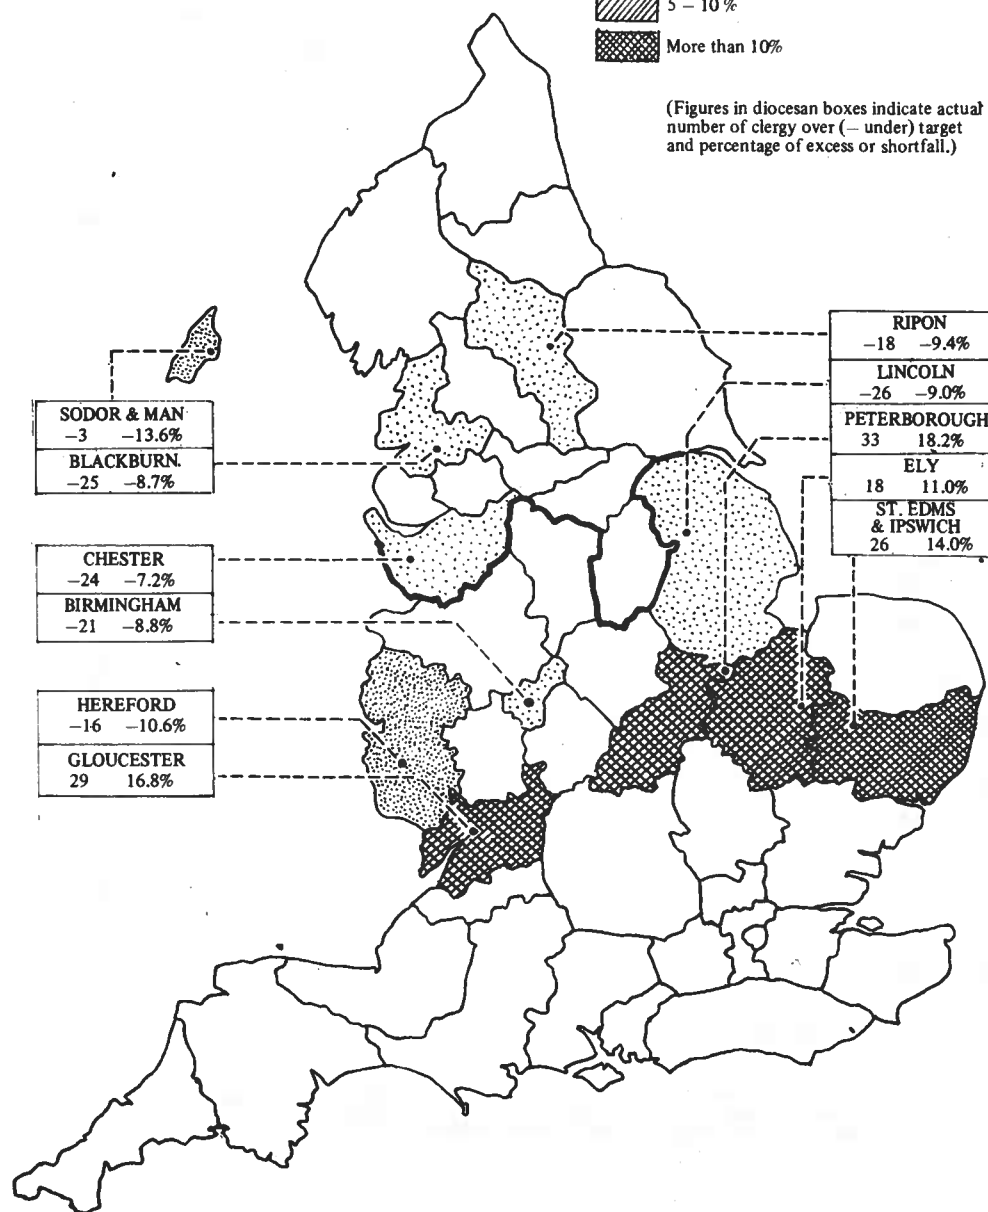 5 – 10 %
More than 10%
(Figures in diocesan boxes indicate actual
number of clergy over (– under) target
and percentage of excess or shortfall.)
RIPON
–18 –9.4%
LINCOLN
–26 –9.0%
PETERBOROUGH
33 18.2%
ELY
18 11.0%
ST. EDMS
& IPSWICH
26 14.0%
SODOR & MAN
–3 –13.6%
BLACKBURN.
–25 –8.7%
CHESTER
–24 –7.2%
BIRMINGHAM
–21 –8.8%
HEREFORD
–16 –10.6%
GLOUCESTER
29 16.8%